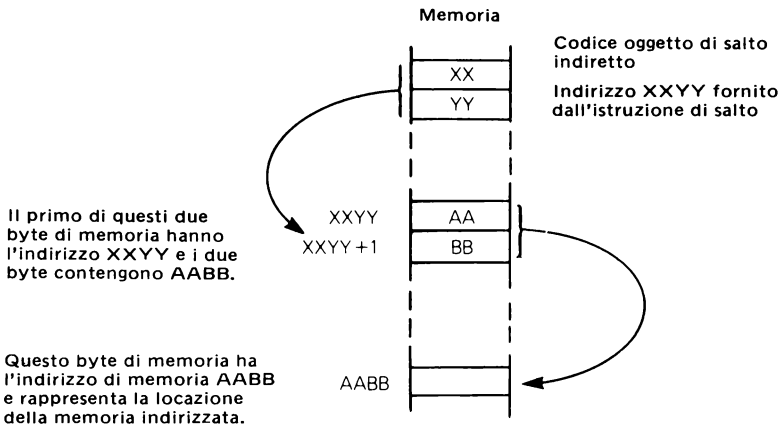 Memoria
Codice oggetto di salto
indiretto
XX
Indirizzo XXYY fornito
dall'istruzione di salto
YY
Il primo di questi due
byte di memoria hanno
l'indirizzo XXYY e i due
byte contengono AABB.
XXYY
AA
XXYY+1
BB
Questo byte di memoria ha
l'indirizzo di memoria AABB
e rappresenta la locazione
della memoria indirizzata.
AABB